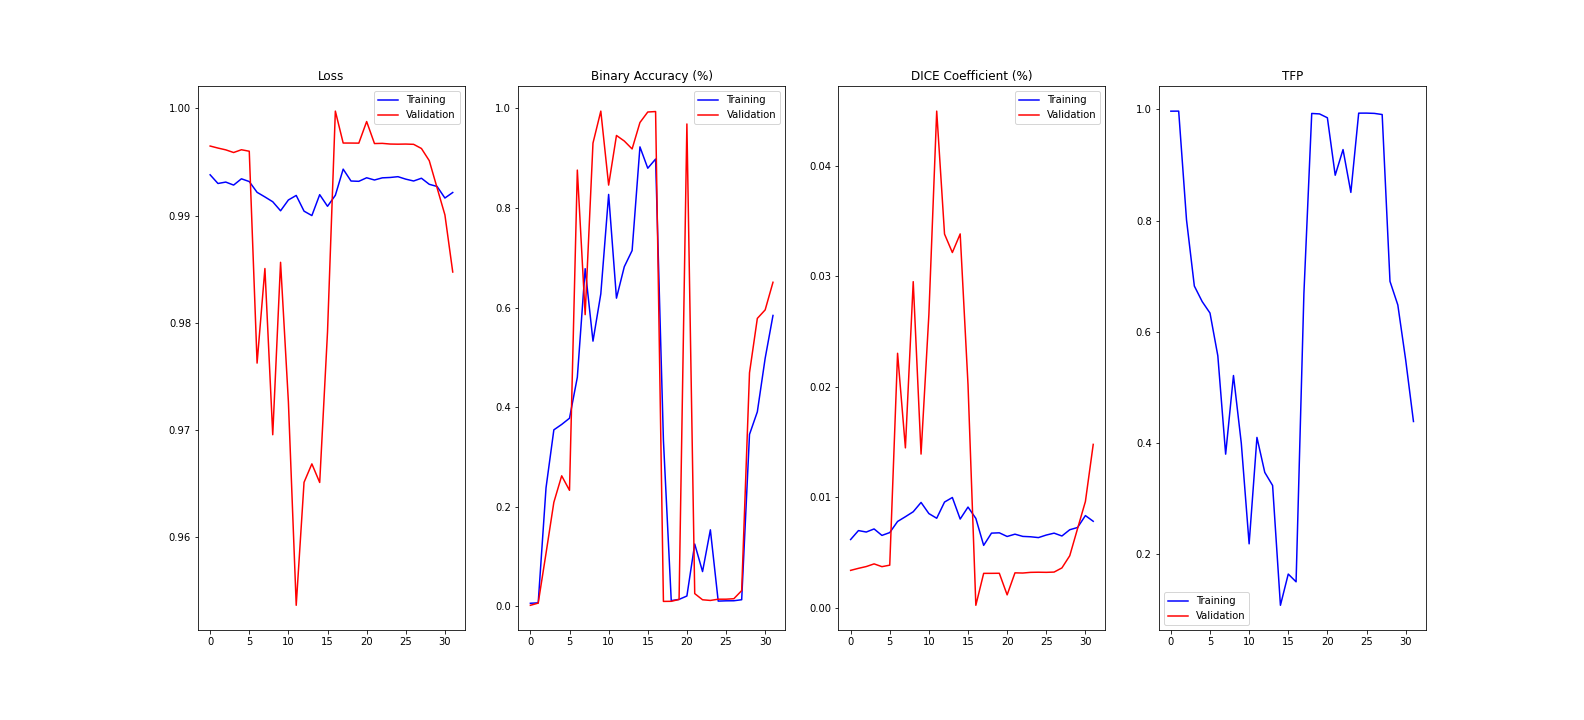 Loss
Training
Validation
1.00
0.99
0.98
0.97
0.96
0 5 10 15 20 25 30
Binary Accuracy (%)
Training
Validation
1.0
0.8
0.6
0.4
0.2
0.0
0 5 10 15 20 25 30
DICE Coefficient (%)
Training
Validation
0.04
0.03
0.02
0.01
0.00
0 5 10 15 20 25 30
TFP
1.0
0.8
0.6
0.4
0.2
Training
Validation
0 5 10 15 20 25 30